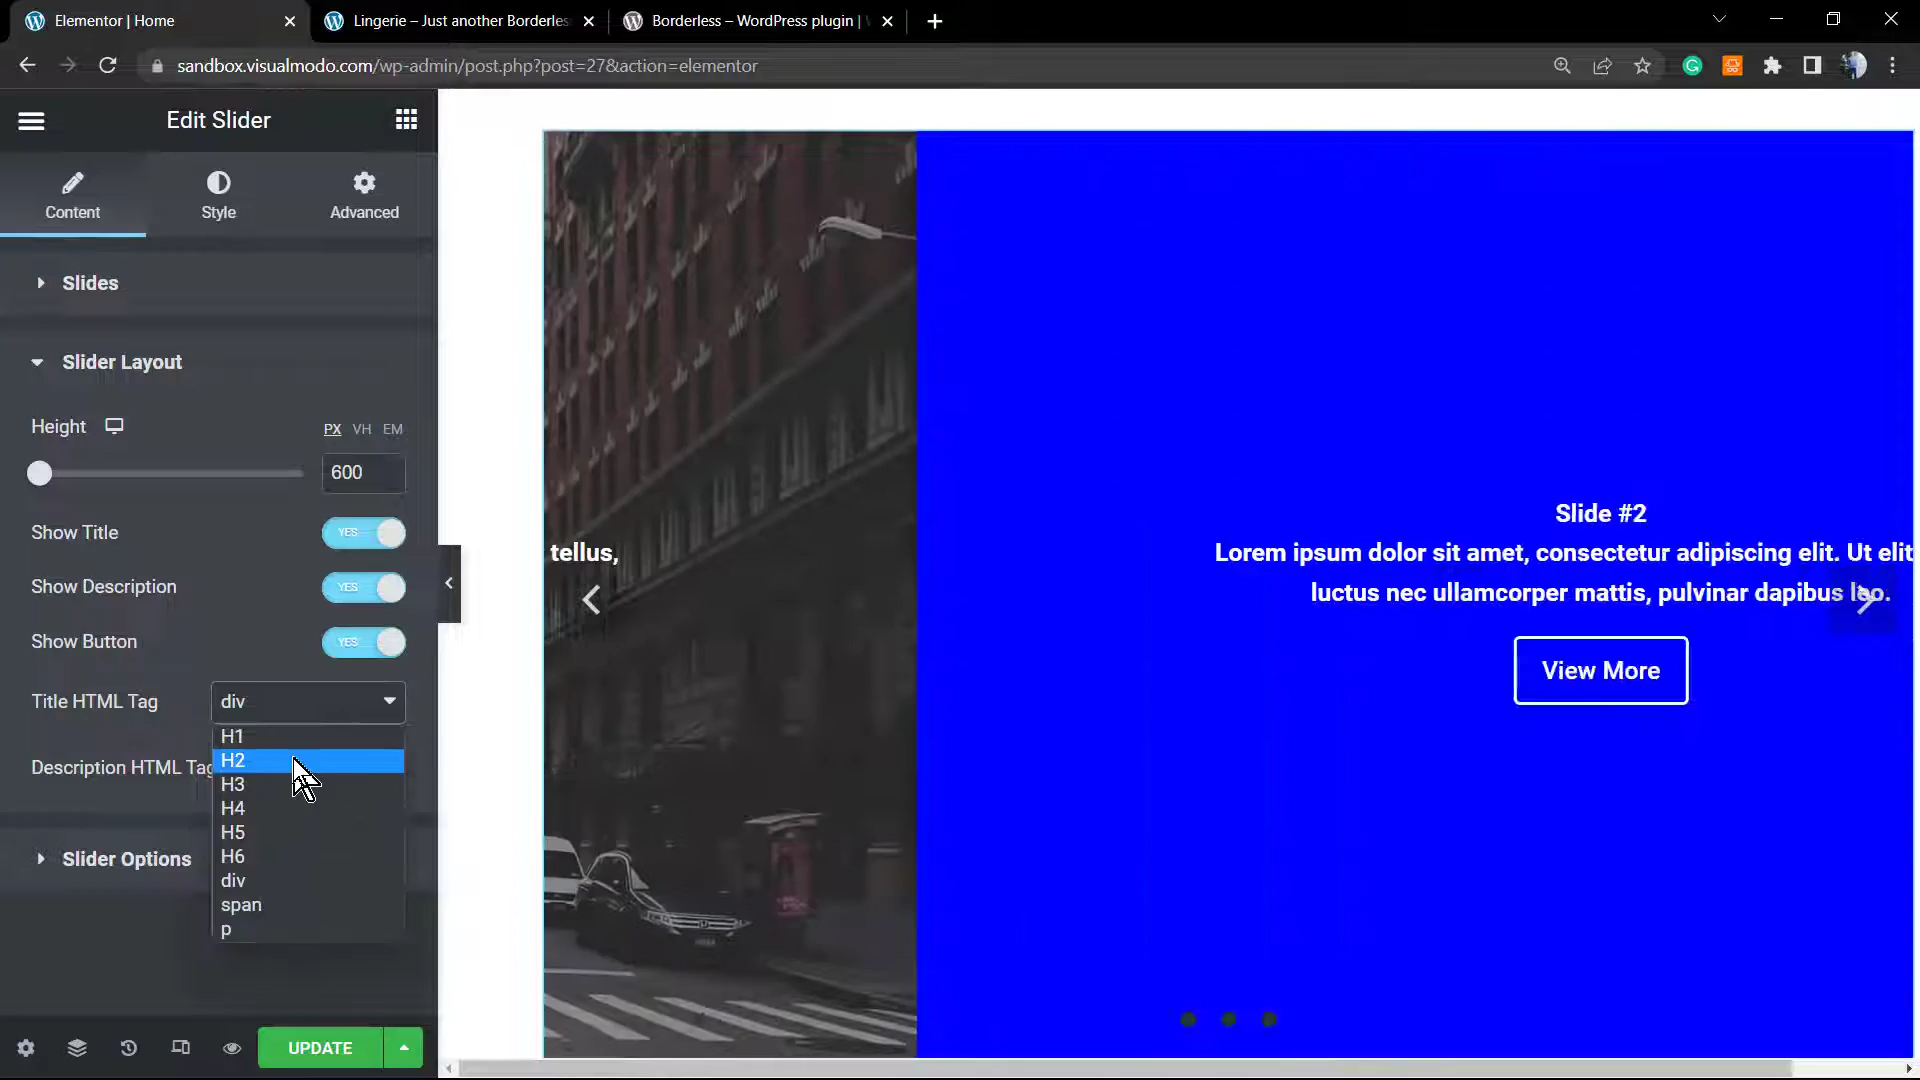 Elementor | Home
Lingerie – Just another Borderles
Borderless – WordPress plugin |
sandbox.visualmodo.com/wp-admin/post.php?post=27&action=elementor
Edit Slider
Content
Style
Advanced
Slides
Slider Layout
Height
PX VH EM
600
Show Title
YES
Show Description
YES
Show Button
YES
Title HTML Tag
div
H1
H2
H3
H4
H5
H6
div
span
p
Description HTML Tag
Slider Options
UPDATE
tellus,
Slide #2
Lorem ipsum dolor sit amet, consectetur adipiscing elit. Ut elit
luctus nec ullamcorper mattis, pulvinar dapibus leo.
View More